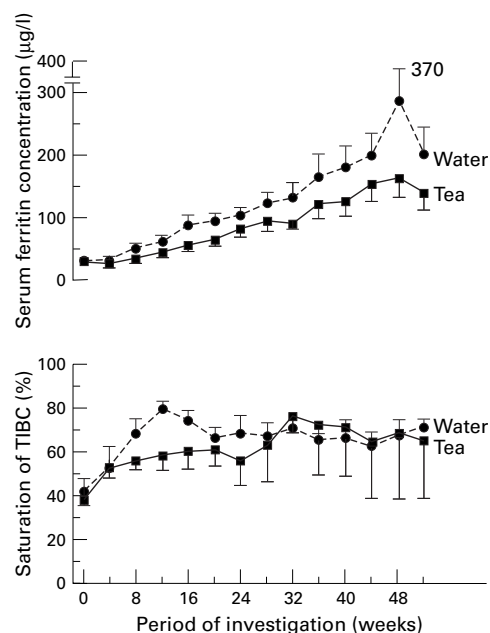 Serum ferritin concentration (µg/l)
400
300
200
100
0
370
Water
Tea
Saturation of TIBC (%)
100
80
60
40
20
0
Water
Tea
0 8 16 24 32 40 48
Period of investigation (weeks)